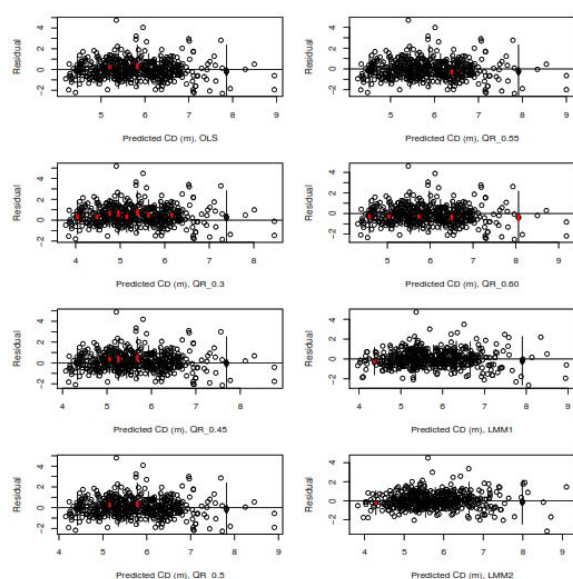 Residual
−2 0 2 4
5 6 7 8 9
Predicted CD (m), OLS
Residual
−2 0 2 4
5 6 7 8 9
Predicted CD (m), QR_0.55
Residual
−2 0 2 4
4 5 6 7 8
Predicted CD (m), QR_0.3
Residual
−2 0 2 4
5 6 7 8 9
Predicted CD (m), QR_0.60
Residual
−2 0 2 4
4 5 6 7 8 9
Predicted CD (m), QR_0.45
Residual
−2 0 2 4
4 5 6 7 8 9
Predicted CD (m), LMM1
Residual
−2 0 2 4
4 5 6 7 8 9
Predicted CD (m), QR_0.5
Residual
−2 0 2 4
4 5 6 7 8 9
Predicted CD (m), LMM2